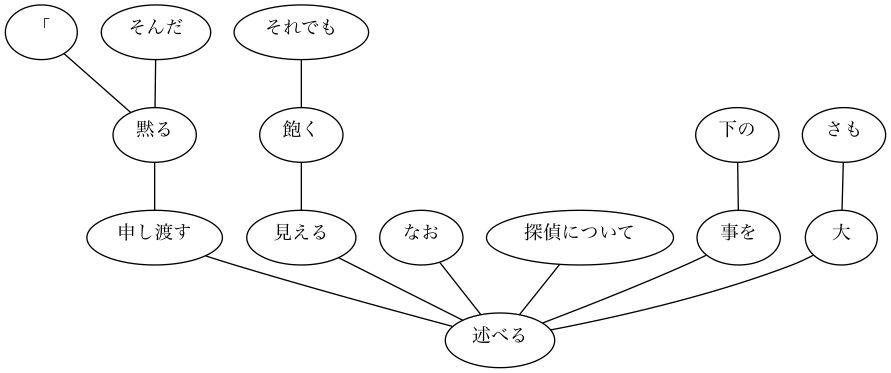 「
そんだ
それでも
黙る
飽く
下の
さも
申し渡す
見える
なお
探偵について
事を
大
述べる